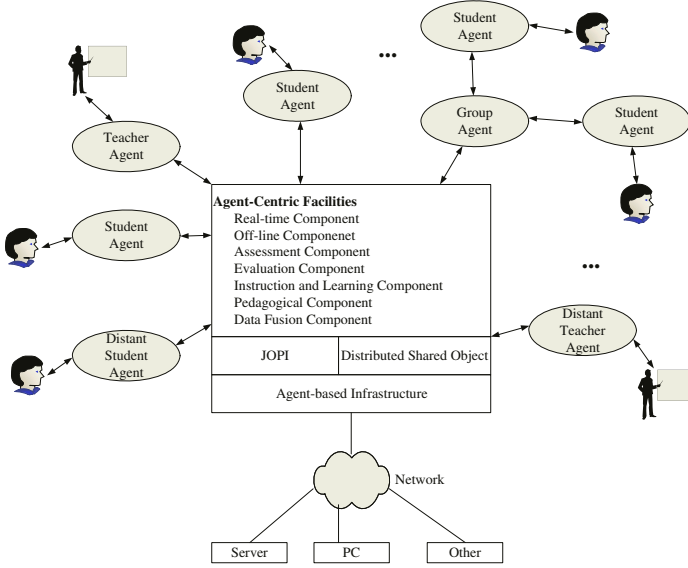 Student
Agent
...
Student
Agent
Teacher
Agent
Group
Agent
Student
Agent
Agent-Centric Facilities
Real-time Component
Off-line Componenet
Assessment Component
Evaluation Component
Instruction and Learning Component
Pedagogical Component
Data Fusion Component
Student
Agent
...
Distant
Student
Agent
Distant
Teacher
Agent
JOPI
Distributed Shared Object
Agent-based Infrastructure
Network
Server
PC
Other